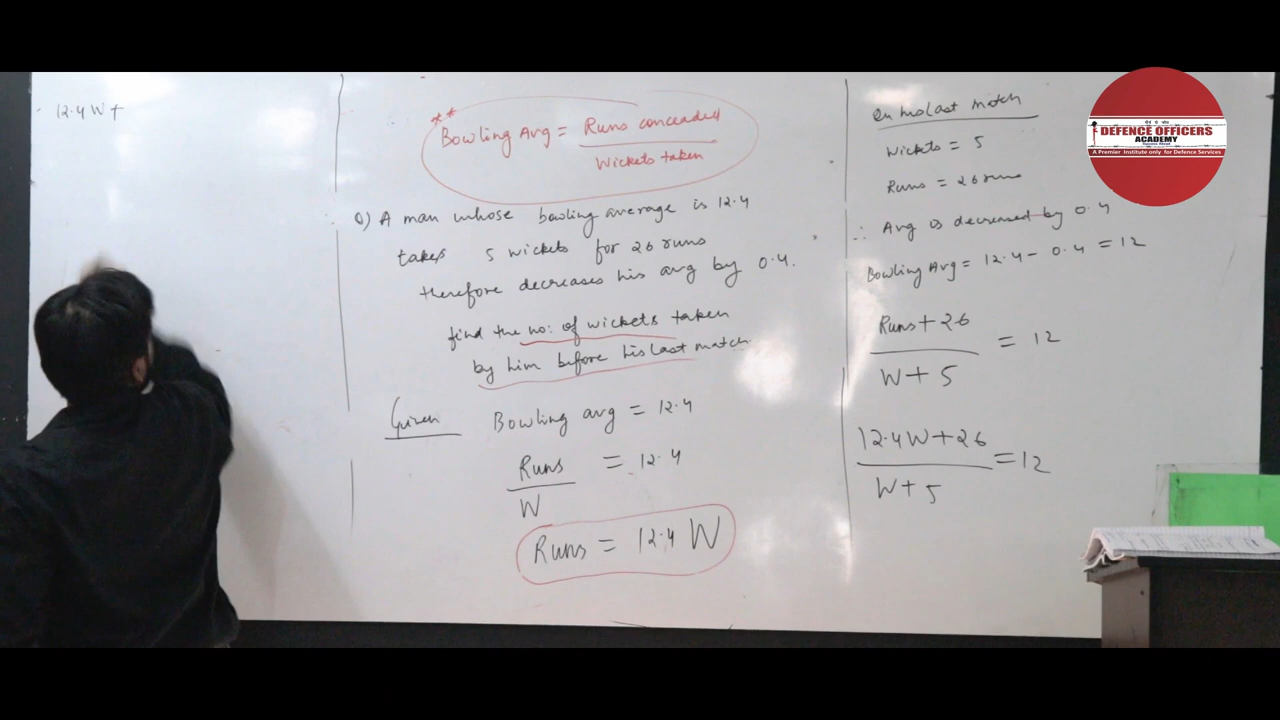 12.4 W +
** Bowling Avg = Runs conceaded / Wickets taken
Q) A man whose bowling average is 12.4
takes 5 wickets for 26 runs
therefore decreases his avg by 0.4.
find the no: of wickets taken
by him before his last match
Given Bowling avg = 12.4
Runs / W = 12.4
Runs = 12.4 W
In his last match
Wickets = 5
Runs = 26 runs
∴ Avg is decreased by 0.4
Bowling Avg = 12.4 - 0.4 = 12
Runs + 26 / W + 5 = 12
12.4W + 26 / W + 5 = 12
DEFENCE OFFICERS
ACADEMY
A Premier Institute only for Defence Services